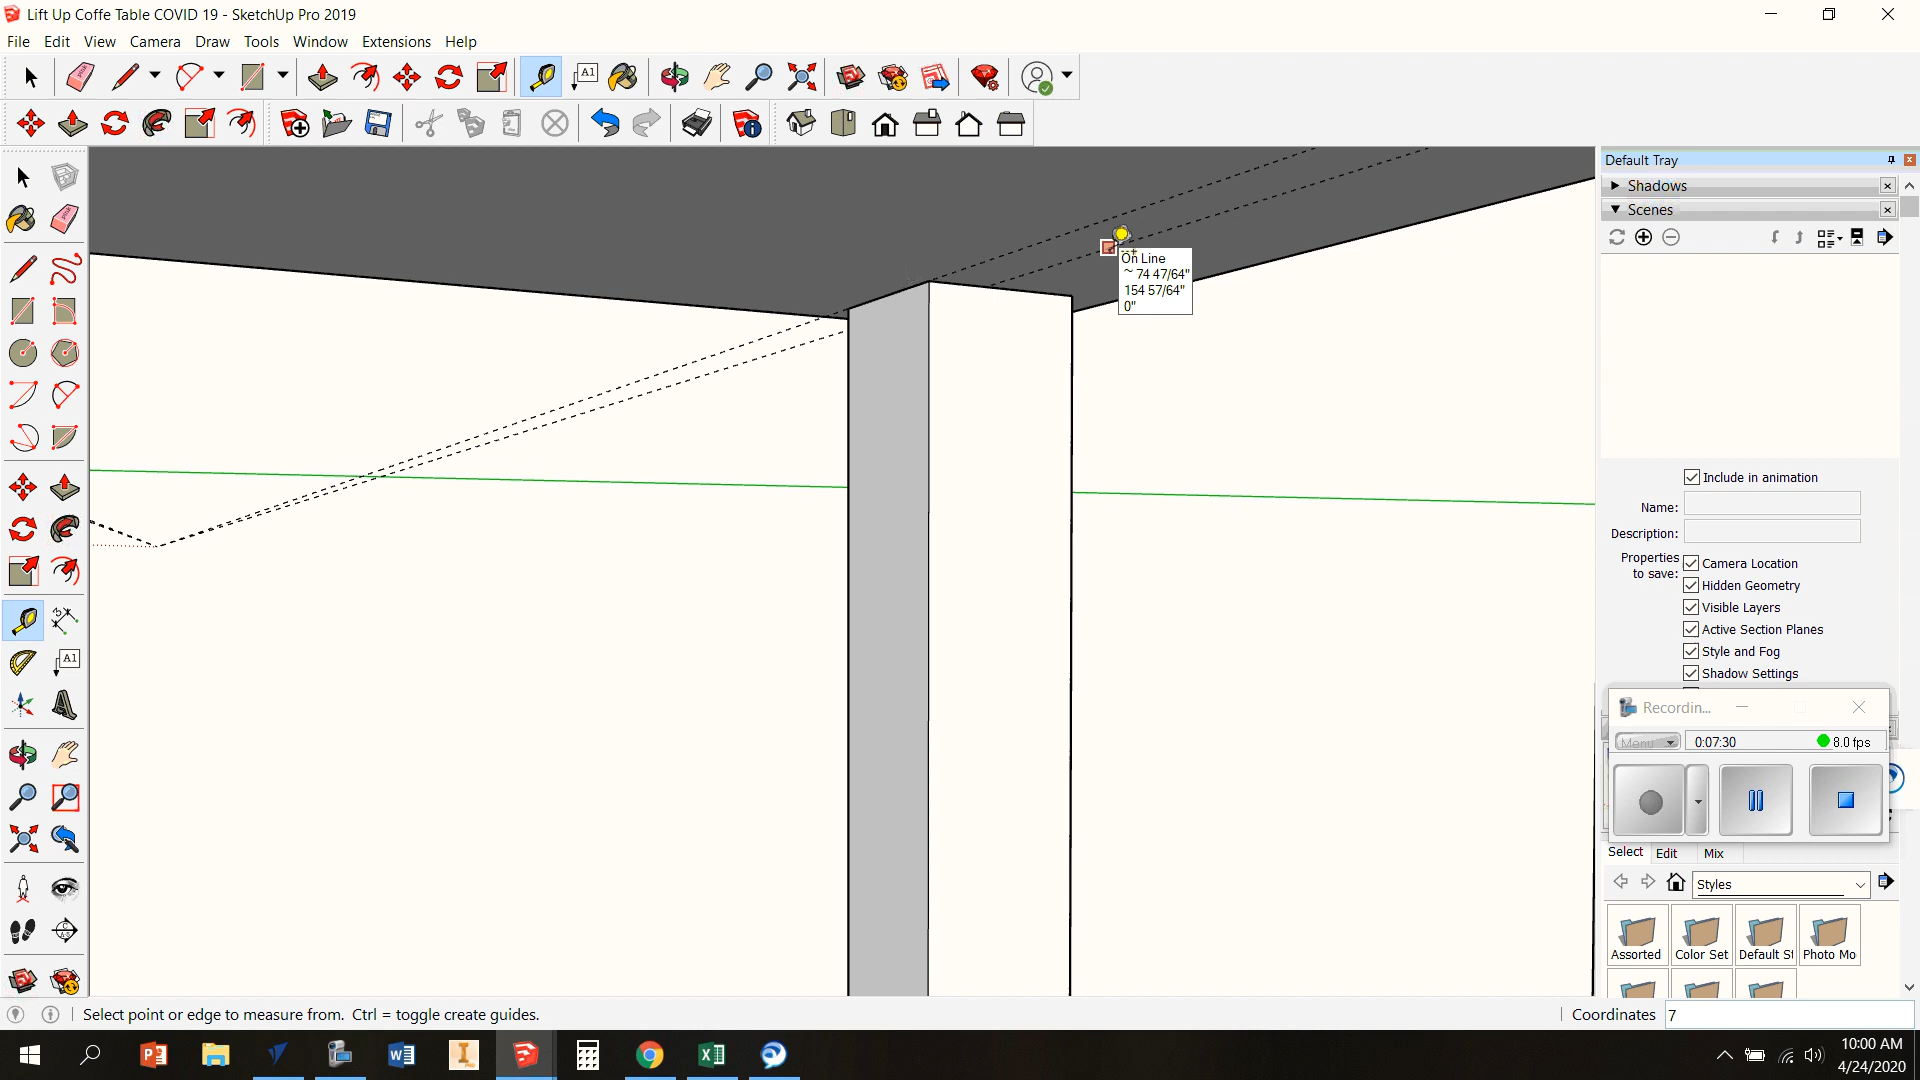 Lift Up Coffe Table COVID 19 - SketchUp Pro 2019
File Edit View Camera Draw Tools Window Extensions Help
A1
Default Tray
Shadows
Scenes
On Line
~ 74 47/64"
154 57/64"
0"
Include in animation
Name:
Description:
Properties to save:
Camera Location
Hidden Geometry
Visible Layers
Active Section Planes
Style and Fog
Shadow Settings
A1
Recordin...
Menu
0:07:30
8.0 fps
Select Edit Mix
Styles
Assorted Color Set Default St Photo Mo
Select point or edge to measure from. Ctrl = toggle create guides.
Coordinates 7
10:00 AM
4/24/2020